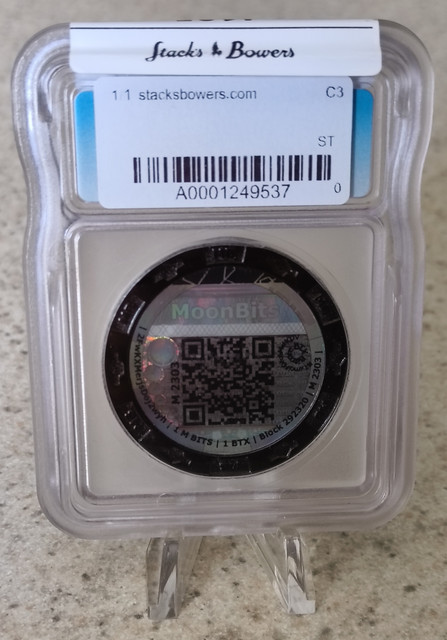 Stacks & Bowers
1/1 stacksbowers.com C3
ST
A0001249537 0
MoonBits
M 2303
| 1 M BITS | 1 BTX | Block 292320 | M 2303 |